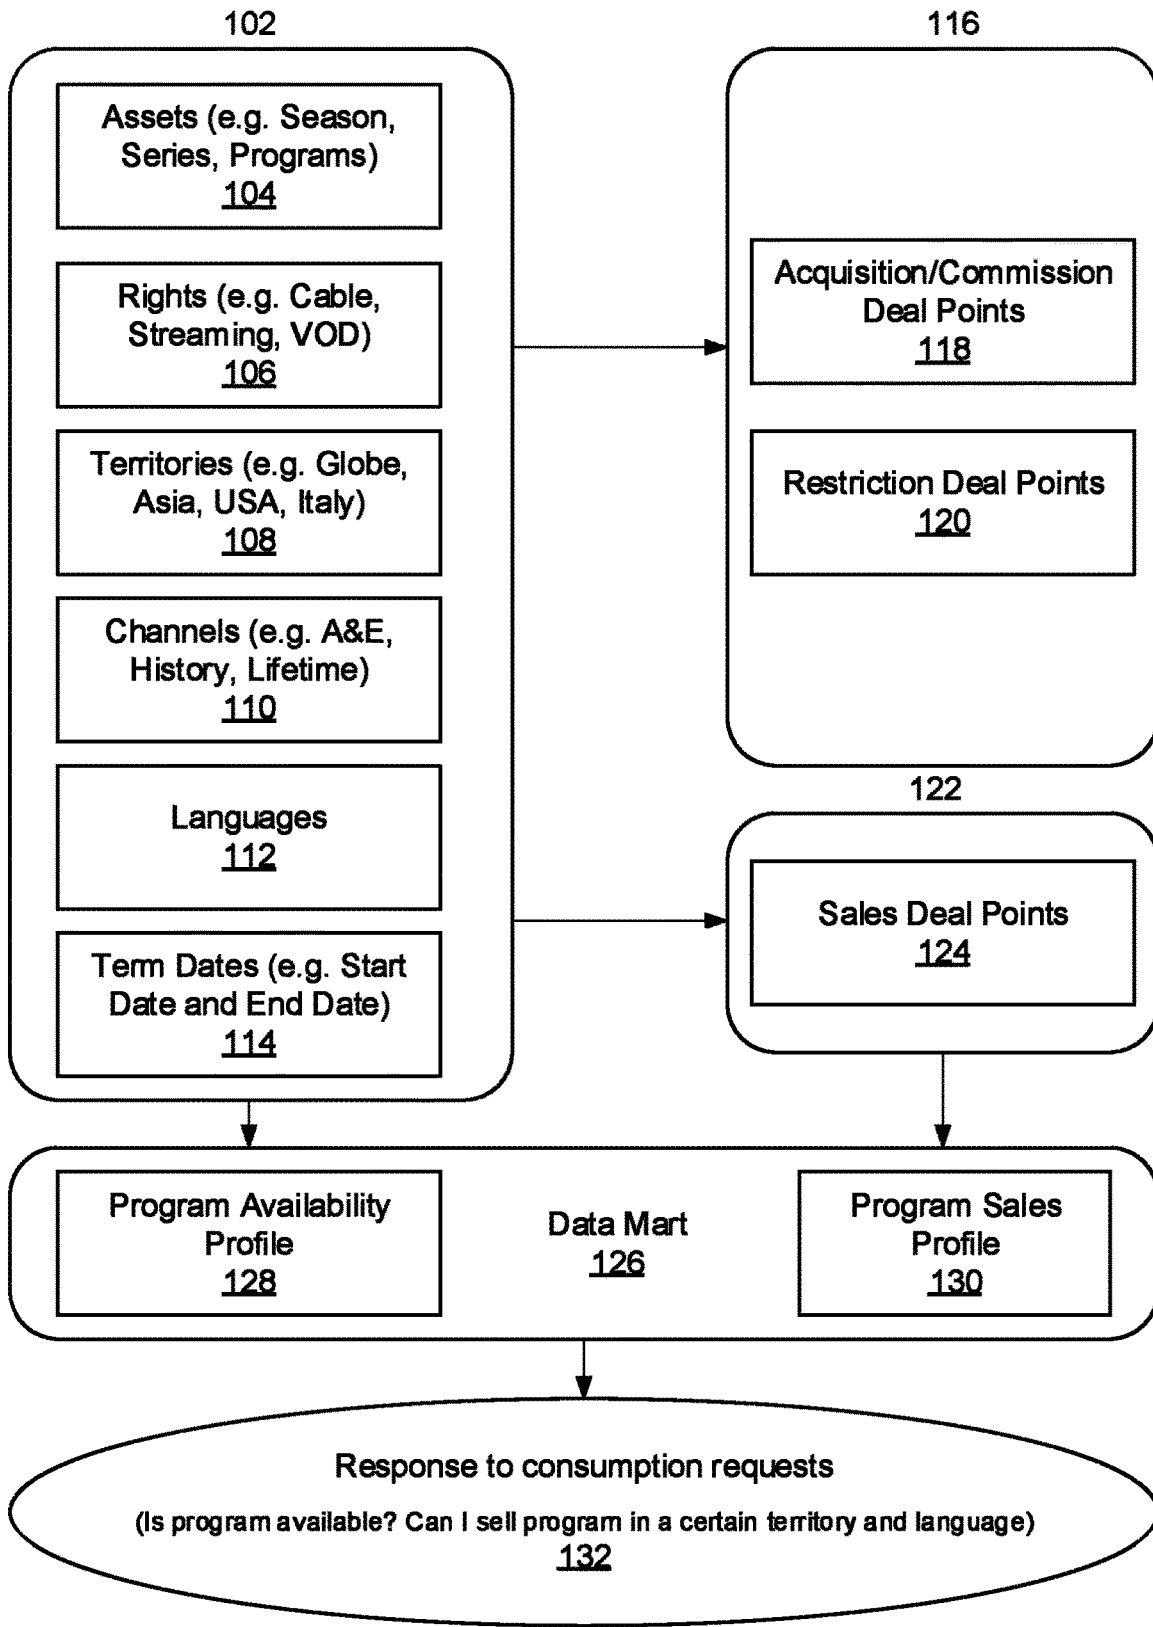 102
Assets (e.g. Season,
Series, Programs)
104
Rights (e.g. Cable,
Streaming, VOD)
106
Territories (e.g. Globe,
Asia, USA, Italy)
108
Channels (e.g. A&E,
History, Lifetime)
110
Languages
112
Term Dates (e.g. Start
Date and End Date)
114
116
Acquisition/Commission
Deal Points
118
Restriction Deal Points
120
122
Sales Deal Points
124
Program Availability
Profile
128
Data Mart
126
Program Sales
Profile
130
Response to consumption requests
(Is program available? Can I sell program in a certain territory and language)
132